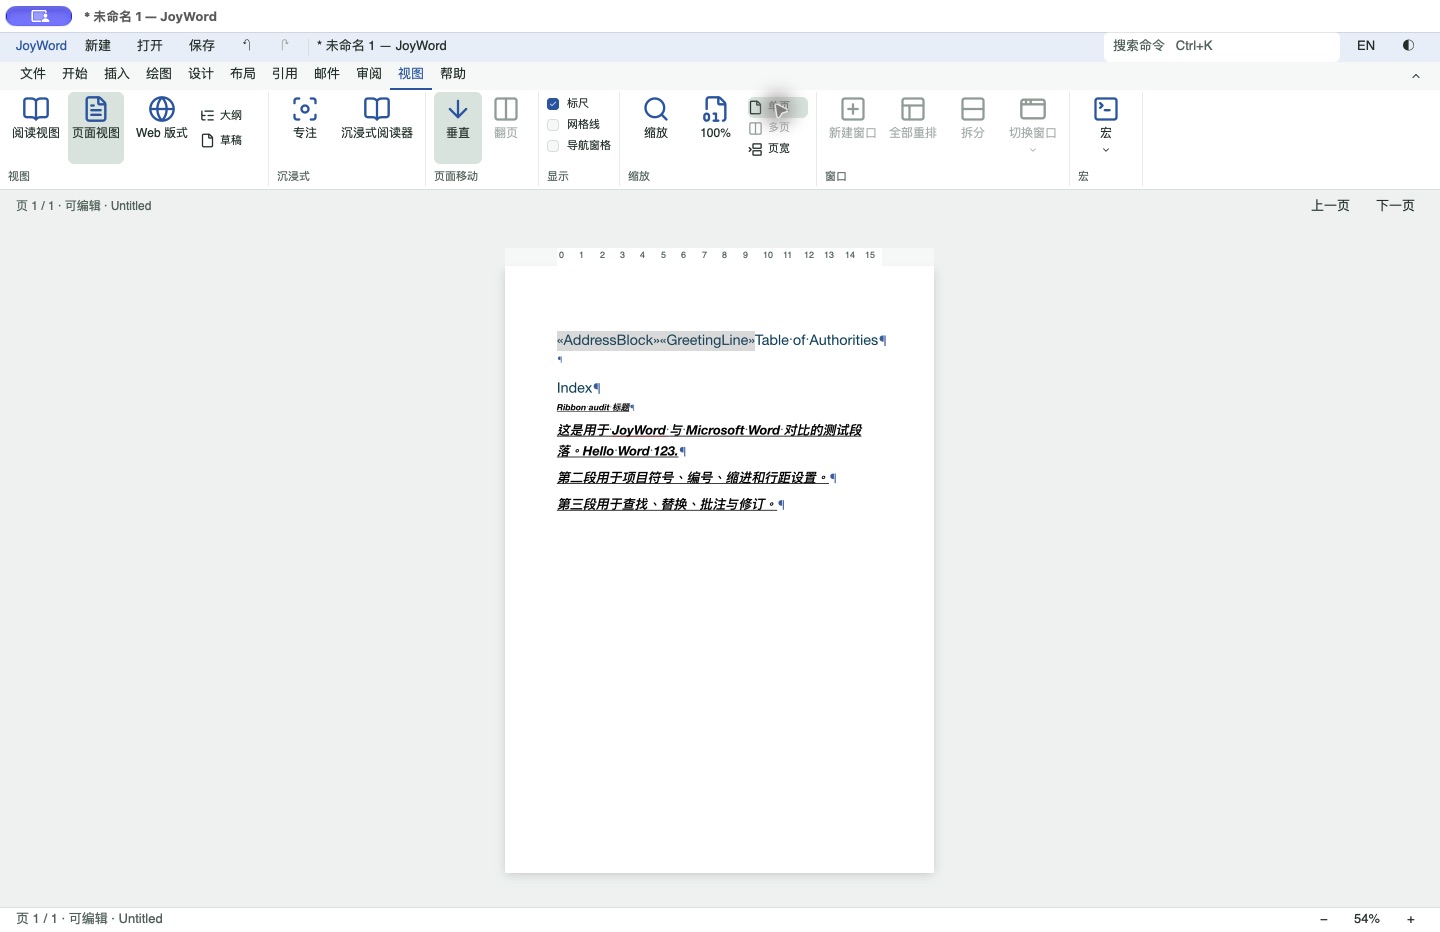 * 未命名 1 — JoyWord
JoyWord 新建 打开 保存 * 未命名 1 — JoyWord 搜索命令 Ctrl+K EN
文件 开始 插入 绘图 设计 布局 引用 邮件 审阅 视图 帮助
阅读视图 页面视图 Web 版式 大纲 草稿
视图
专注 沉浸式阅读器
沉浸式
垂直 翻页
页面移动
标尺
网格线
导航窗格
显示
缩放 100%
多页
页宽
缩放
新建窗口 全部重排 拆分 切换窗口
窗口
宏
宏
页 1 / 1 · 可编辑 · Untitled 上一页 下一页
0 1 2 3 4 5 6 7 8 9 10 11 12 13 14 15
«AddressBlock»«GreetingLine»Table·of·Authorities¶
¶
Index¶
Ribbon·audit·标题¶
这是用于·JoyWord·与·Microsoft·Word·对比的测试段
落。Hello·Word·123.¶
第二段用于项目符号、编号、缩进和行距设置。¶
第三段用于查找、替换、批注与修订。¶
页 1 / 1 · 可编辑 · Untitled − 54% +